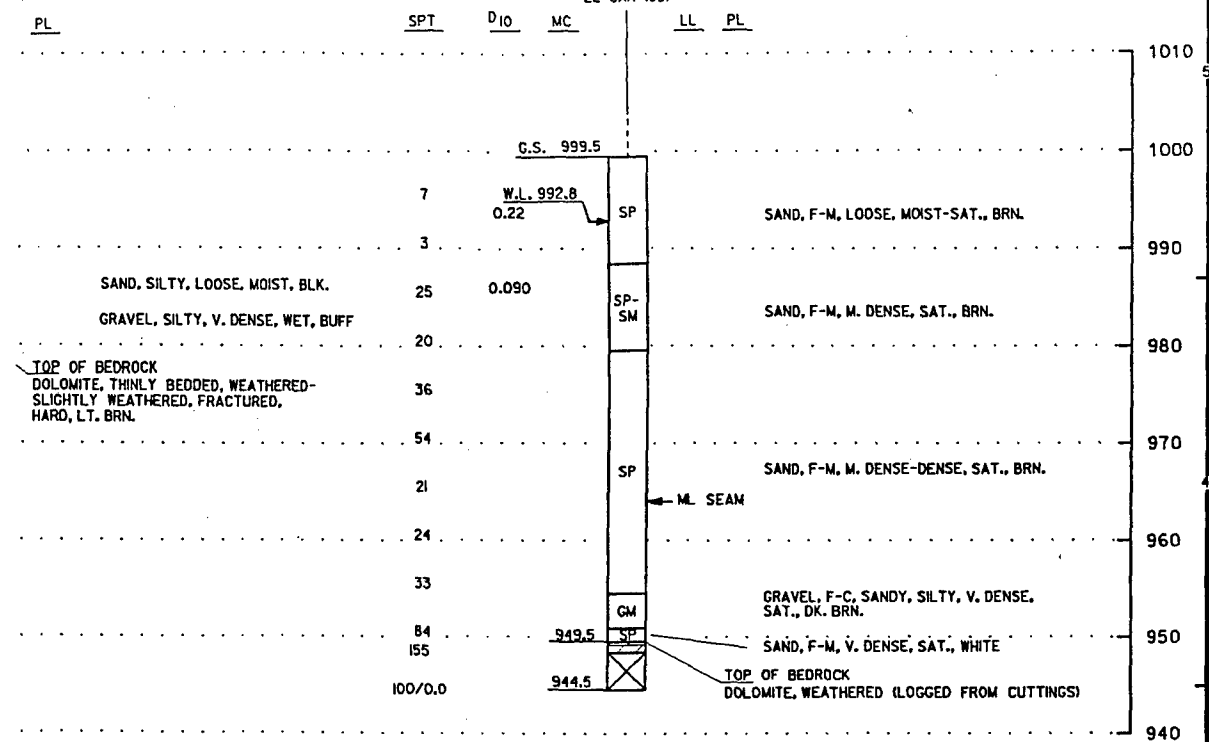 PL SPT D10 MC LL PL
1010
G.S. 999.5
1000
7
W.L. 992.8
0.22
SP
SAND, F-M, LOOSE, MOIST-SAT., BRN.
3
990
SAND, SILTY, LOOSE, MOIST, BLK.
25
0.090
SP-
SM
SAND, F-M, M. DENSE, SAT., BRN.
GRAVEL, SILTY, V. DENSE, WET, BUFF
20
980
TOP OF BEDROCK
DOLOMITE, THINLY BEDDED, WEATHERED-
SLIGHTLY WEATHERED, FRACTURED,
HARD, LT. BRN.
36
54
970
SP
SAND, F-M, M. DENSE-DENSE, SAT., BRN.
21
ML SEAM
24
960
33
GRAVEL, F-C, SANDY, SILTY, V. DENSE,
SAT., DK. BRN.
GM
84
949.5
SP
950
SAND, F-M, V. DENSE, SAT., WHITE
155
TOP OF BEDROCK
DOLOMITE, WEATHERED (LOGGED FROM CUTTINGS)
100/0.0
944.5
940